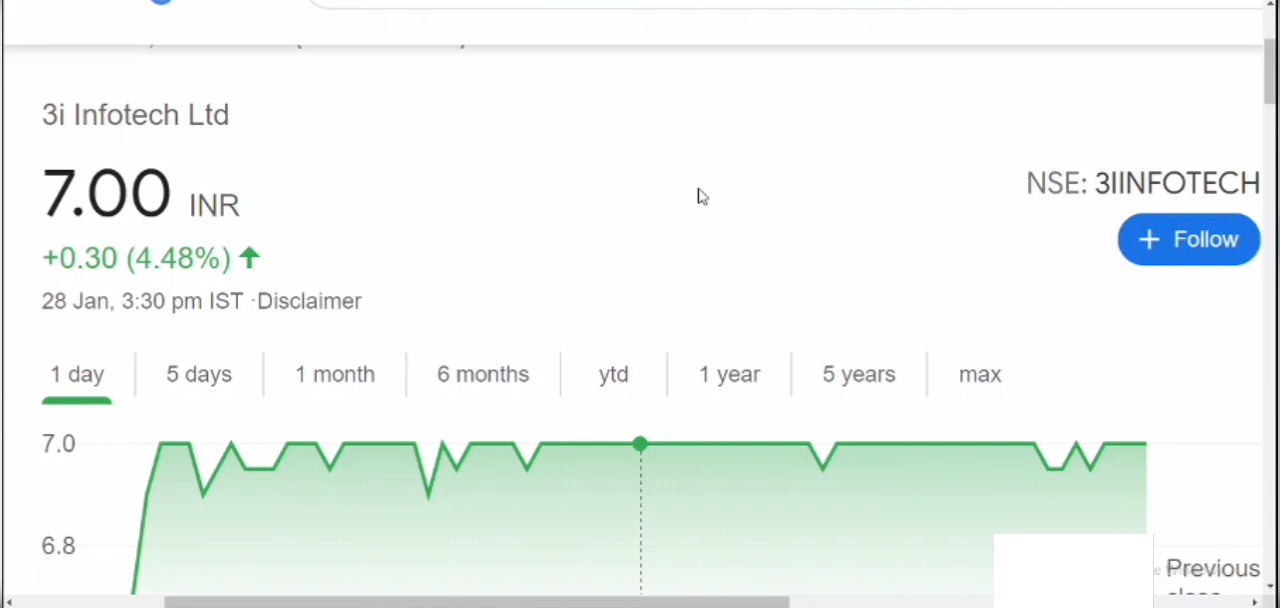 3i Infotech Ltd
7.00 INR
NSE: 3IINFOTECH
+ Follow
+0.30 (4.48%)
28 Jan, 3:30 pm IST ·Disclaimer
1 day
5 days
1 month
6 months
ytd
1 year
5 years
max
7.0
6.8
Previous